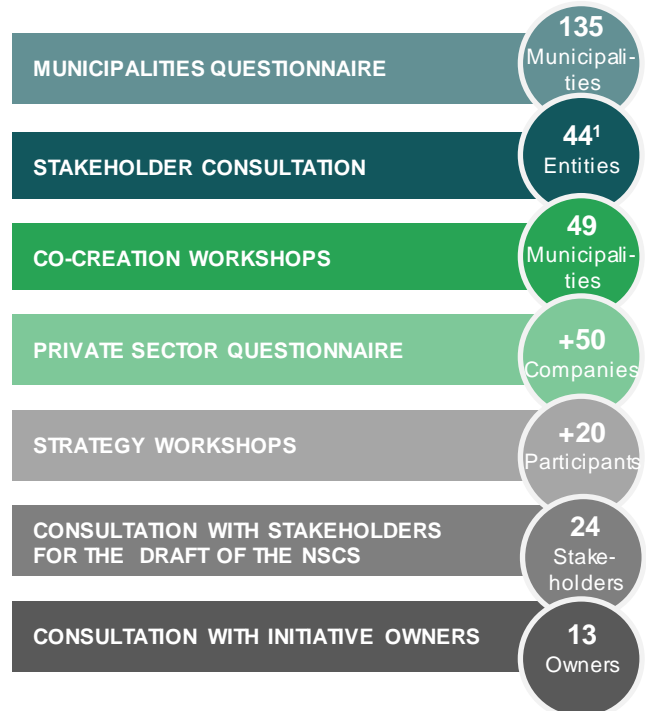 135
MUNICIPALITIES QUESTIONNAIRE
Municipali-
ties
44¹
STAKEHOLDER CONSULTATION
Entities
49
CO-CREATION WORKSHOPS
Municipali-
ties
+50
PRIVATE SECTOR QUESTIONNAIRE
Companies
+20
STRATEGY WORKSHOPS
Participants
CONSULTATION WITH STAKEHOLDERS
FOR THE DRAFT OF THE NSCS
24
Stake-
holders
CONSULTATION WITH INITIATIVE OWNERS
13
Owners